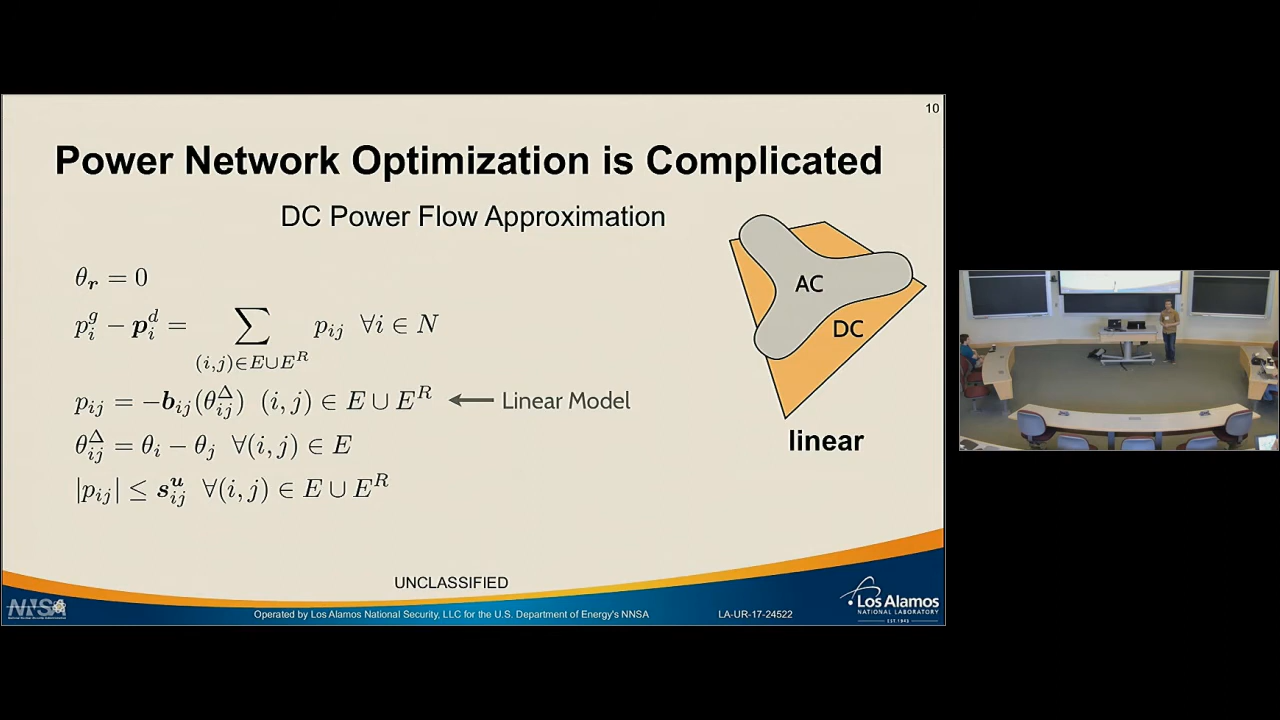 10
Power Network Optimization is Complicated
DC Power Flow Approximation
θ_r = 0
p_i^g − p_i^d = ∑_{(i,j)∈E∪E^R} p_ij ∀i ∈ N
p_ij = −b_ij(θ_ij^Δ) (i, j) ∈ E ∪ E^R ← Linear Model
θ_ij^Δ = θ_i − θ_j ∀(i, j) ∈ E
|p_ij| ≤ s_ij^u ∀(i, j) ∈ E ∪ E^R
AC
DC
linear
UNCLASSIFIED
NNSA
Operated by Los Alamos National Security, LLC for the U.S. Department of Energy's NNSA
LA-UR-17-24522
Los Alamos
NATIONAL LABORATORY
EST. 1943